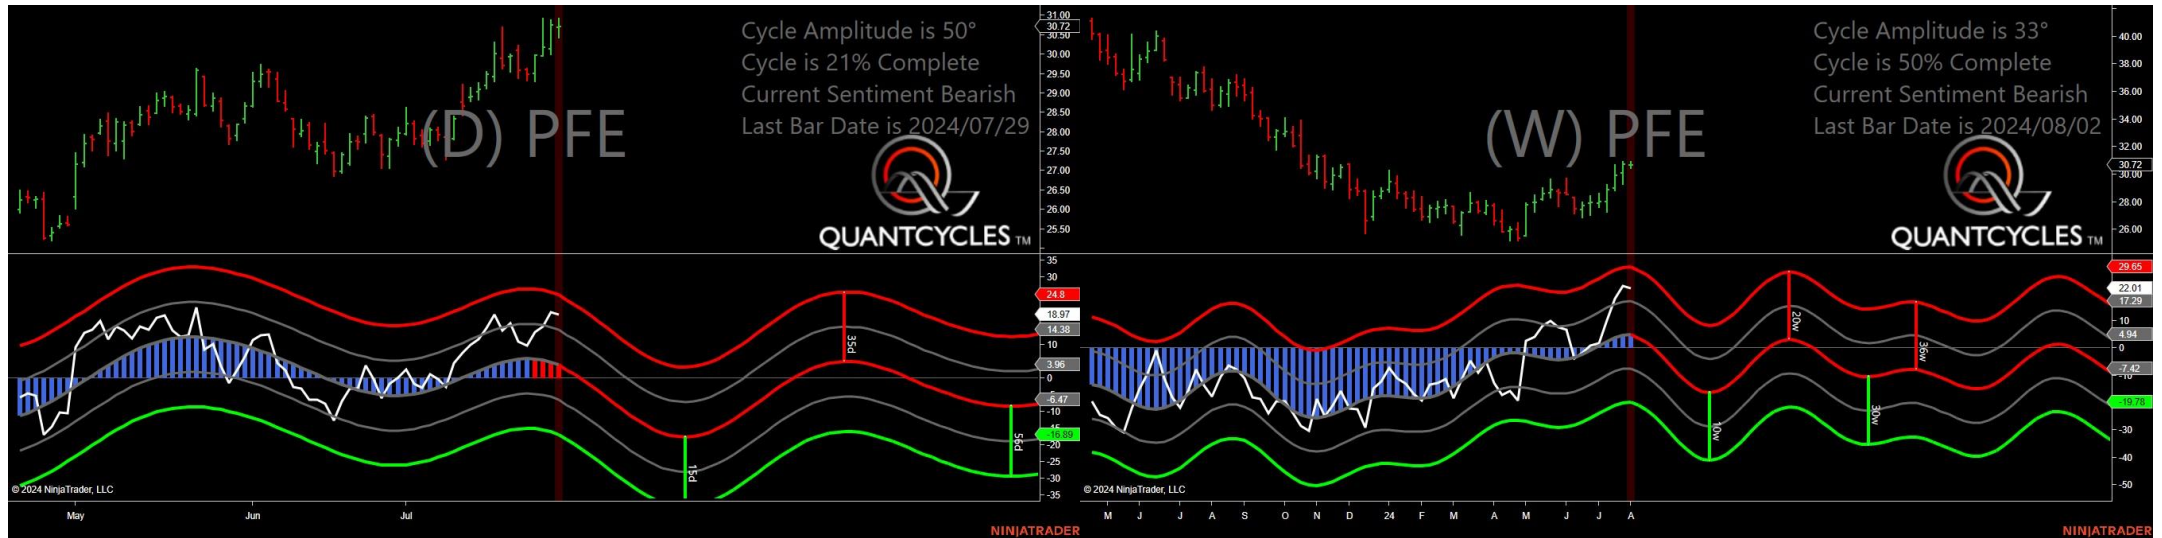 Cycle Amplitude is 50°
Cycle is 21% Complete
Current Sentiment Bearish
Last Bar Date is 2024/07/29
(D) PFE
QUANTCYCLES TM
31.00
30.72
30.50
30.00
29.50
29.00
28.50
28.00
27.50
27.00
26.50
26.00
25.50
35
30
24.8
18.97
14.38
10
3.96
0
-6.47
-10
-16.89
-20
-25
-30
-35
15d
35d
56d
© 2024 NinjaTrader, LLC
May Jun Jul
NINJATRADER
Cycle Amplitude is 33°
Cycle is 50% Complete
Current Sentiment Bearish
Last Bar Date is 2024/08/02
(W) PFE
QUANTCYCLES TM
40.00
38.00
36.00
34.00
32.00
30.72
30.00
28.00
26.00
29.65
22.01
17.29
10
4.94
0
-7.42
-19.78
-30
-40
-50
10w
20w
30w
36w
© 2024 NinjaTrader, LLC
M J J A S O N D 24 F M A M J J A
NINJATRADER